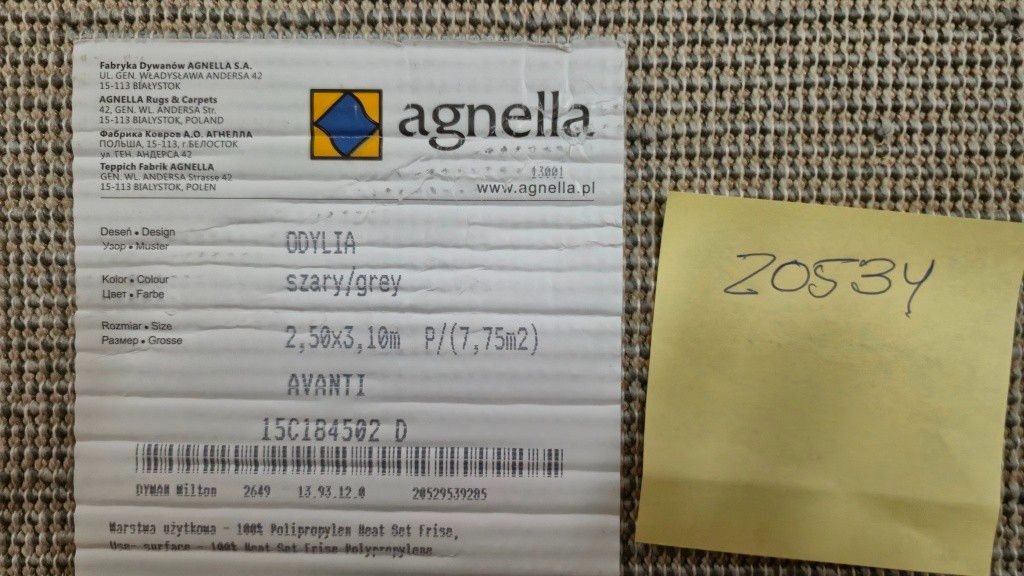 Fabryka Dywanów AGNELLA S.A.
UL. GEN. WŁADYSŁAWA ANDERSA 42
15-113 BIAŁYSTOK
AGNELLA Rugs & Carpets
42, GEN. WL. ANDERSA Str.
15-113 BIALYSTOK, POLAND
Фабрика Ковров А.О. АГНЕЛЛА
ПОЛЬША, 15-113, г.БЕЛОСТОК
ул. ГЕН. АНДЕРСА 42
Teppich Fabrik AGNELLA
GEN. WL. ANDERSA Strasse 42
15-113 BIALYSTOK, POLEN
agnella
13001
www.agnella.pl
Deseń • Design
Узор • Muster
ODYLIA
Kolor • Colour
Цвет • Farbe
szary/grey
Rozmiar • Size
Размер • Grosse
2,50x3,10m P/(7,75m2)
AVANTI
15C184502 D
DYWAN Wilton 2649 13.93.12.0 20529539205
Warstwa użytkowa - 100% Polipropylen Heat Set Frise,
Use- surface - 100% Heat Set Frise Polypropylene
20534